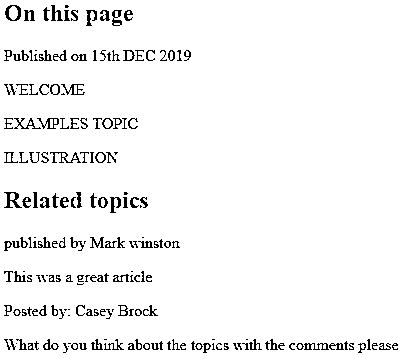 On this page
Published on 15th DEC 2019
WELCOME
EXAMPLES TOPIC
ILLUSTRATION
Related topics
published by Mark winston
This was a great article
Posted by: Casey Brock
What do you think about the topics with the comments please